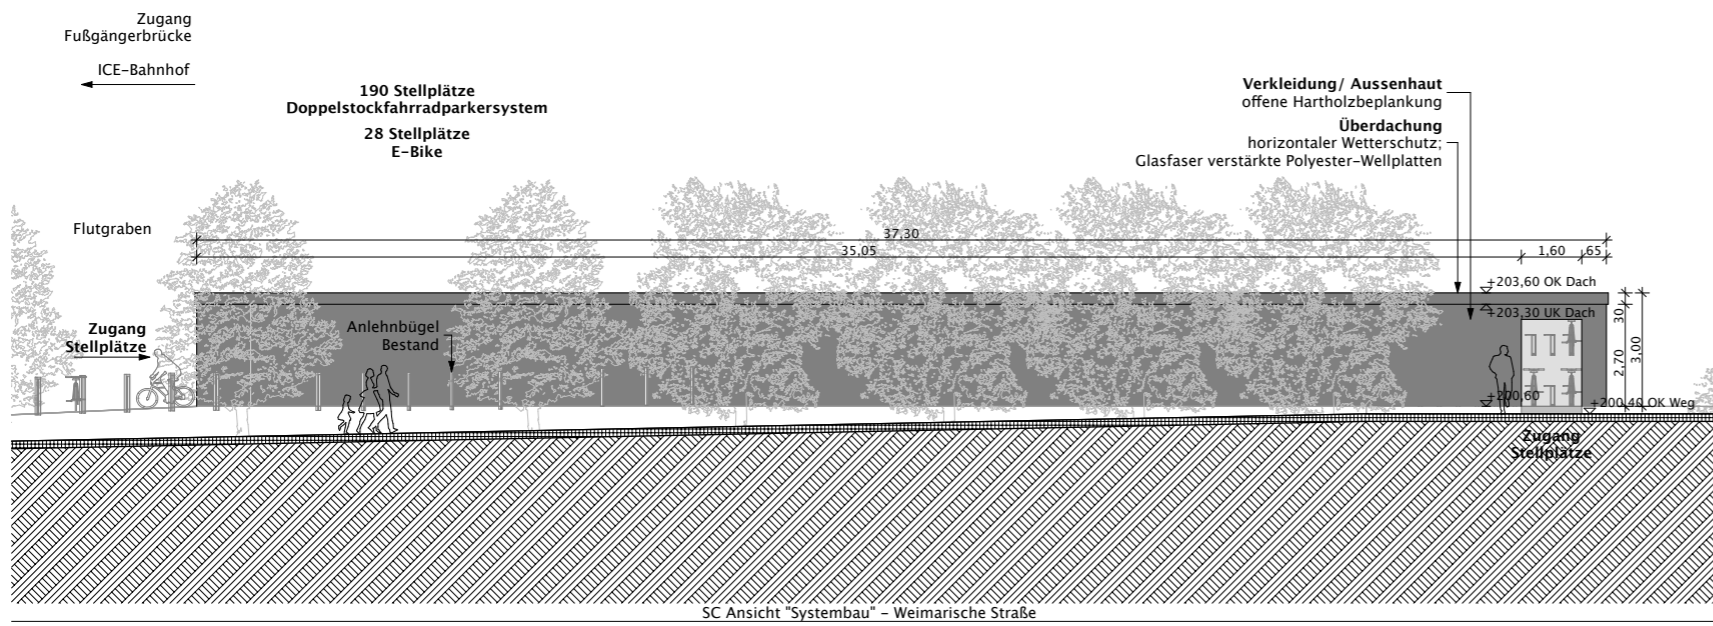 Zugang
Fußgängerbrücke
ICE-Bahnhof
190 Stellplätze
Doppelstockfahrradparkersystem
28 Stellplätze
E-Bike
Verkleidung/ Aussenhaut
offene Hartholzbeplankung
Überdachung
horizontaler Wetterschutz;
Glasfaser verstärkte Polyester-Wellplatten
Flutgraben
37,30
35,05
1,60
65
+203,60 OK Dach
+203,30 UK Dach
30
2,70
3,00
Zugang
Stellplätze
Anlehnbügel
Bestand
+200,60
+200,40 OK Weg
Zugang
Stellplätze
SC Ansicht "Systembau" – Weimarische Straße